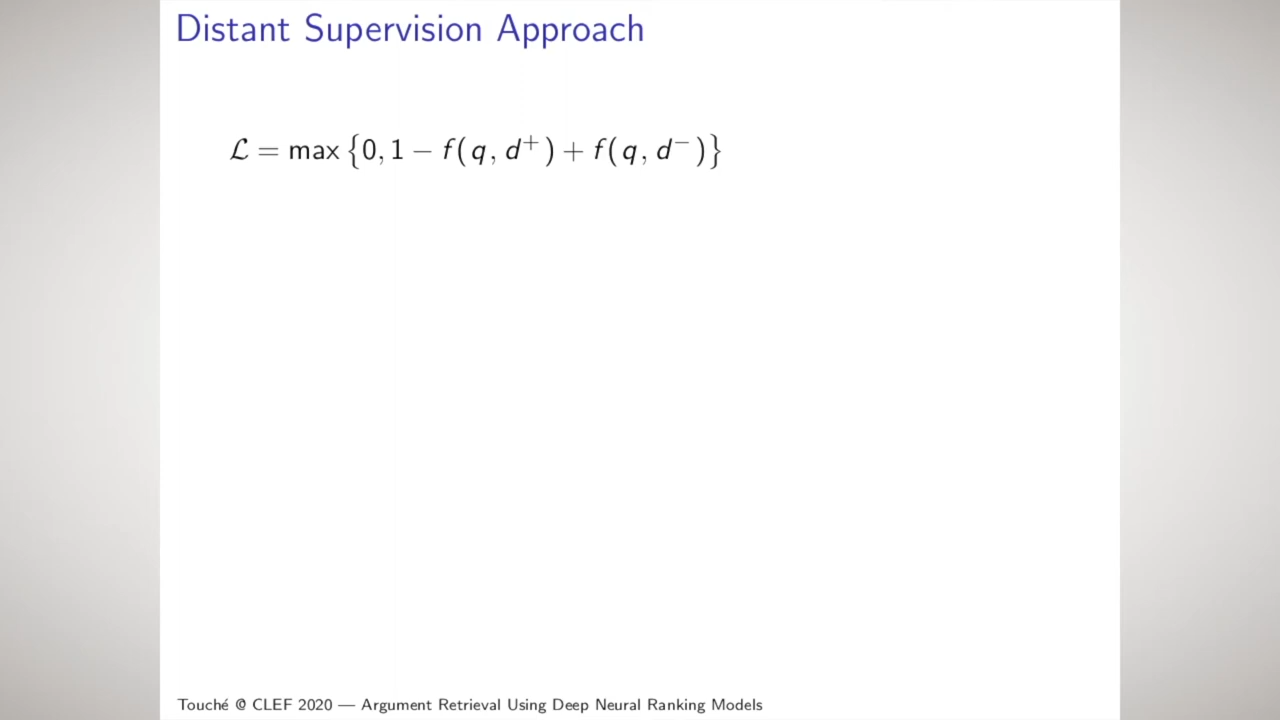 Distant Supervision Approach
ℒ = max {0, 1 − f(q, d⁺) + f(q, d⁻)}
Touché @ CLEF 2020 — Argument Retrieval Using Deep Neural Ranking Models